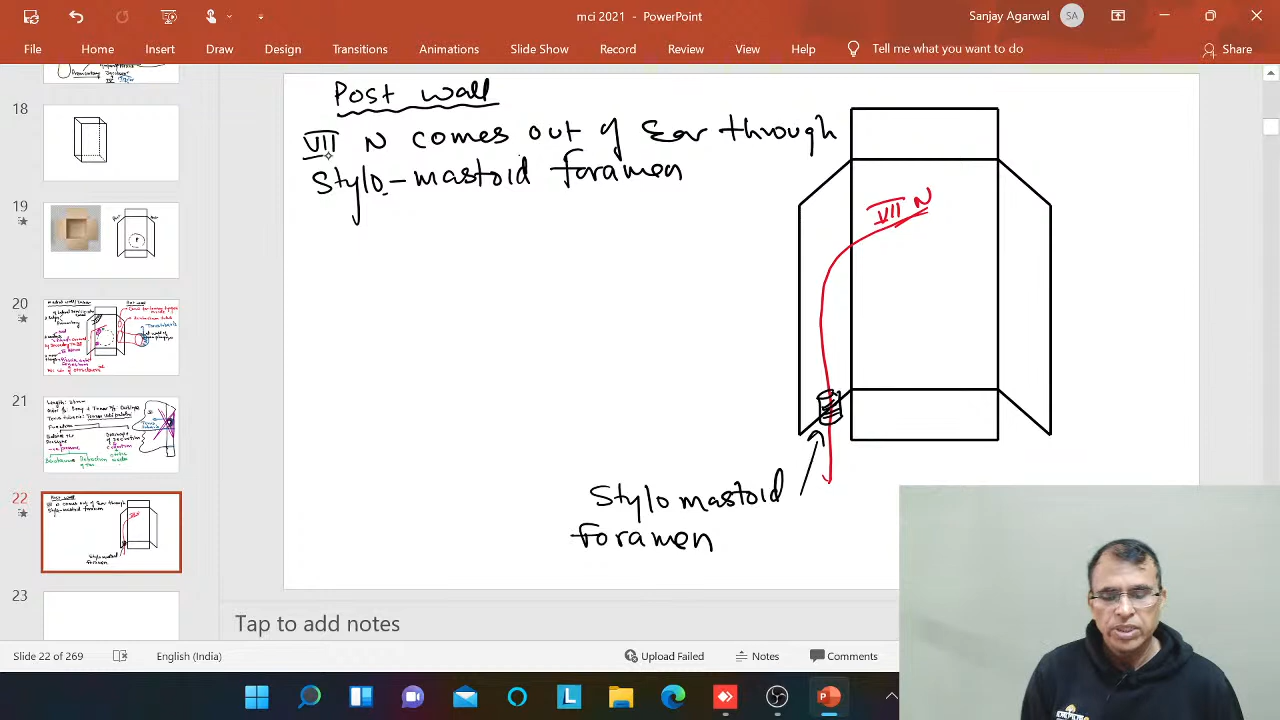 mci 2021 - PowerPoint
Sanjay Agarwal
SA
File Home Insert Draw Design Transitions Animations Slide Show Record Review View Help Tell me what you want to do Share
18
19
20
21
22
23
Post wall
VII N comes out of Ear through
Stylo-mastoid foramen
VII N
Stylomastoid
foramen
Tap to add notes
Slide 22 of 269 English (India) Upload Failed Notes Comments